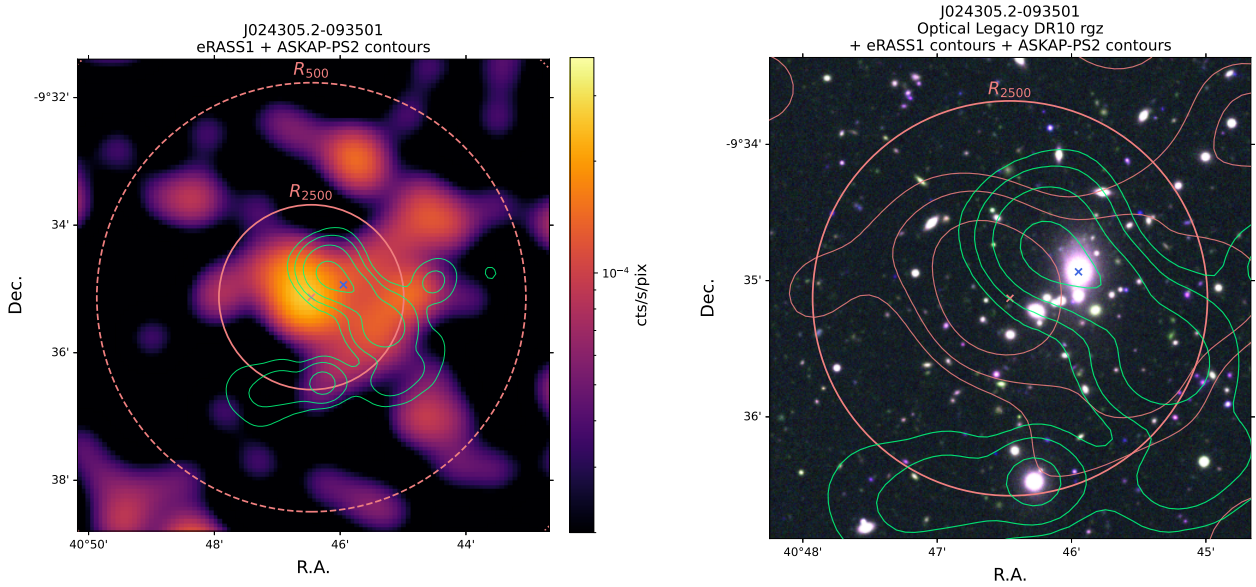 J024305.2-093501
eRASS1 + ASKAP-PS2 contours
R500
R2500
-9°32'
34'
36'
38'
Dec.
40°50'
48'
46'
44'
R.A.
10⁻⁴
cts/s/pix
J024305.2-093501
Optical Legacy DR10 rgz
+ eRASS1 contours + ASKAP-PS2 contours
R2500
-9°34'
35'
36'
Dec.
40°48'
47'
46'
45'
R.A.